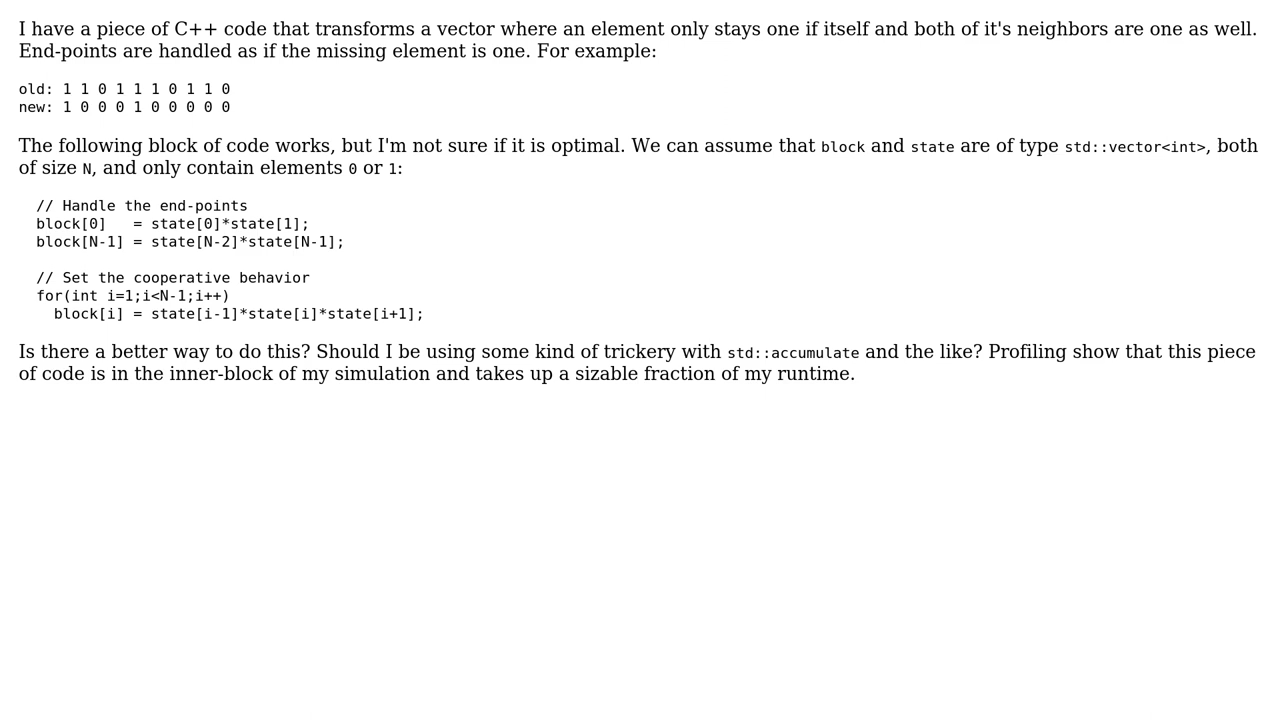 I have a piece of C++ code that transforms a vector where an element only stays one if itself and both of it's neighbors are one as well.
End-points are handled as if the missing element is one. For example:
old: 1 1 0 1 1 1 0 1 1 0
new: 1 0 0 0 1 0 0 0 0 0
The following block of code works, but I'm not sure if it is optimal. We can assume that block and state are of type std::vector<int>, both
of size N, and only contain elements 0 or 1:
// Handle the end-points
block[0]   = state[0]*state[1];
block[N-1] = state[N-2]*state[N-1];
// Set the cooperative behavior
for(int i=1;i<N-1;i++)
  block[i] = state[i-1]*state[i]*state[i+1];
Is there a better way to do this? Should I be using some kind of trickery with std::accumulate and the like? Profiling show that this piece
of code is in the inner-block of my simulation and takes up a sizable fraction of my runtime.